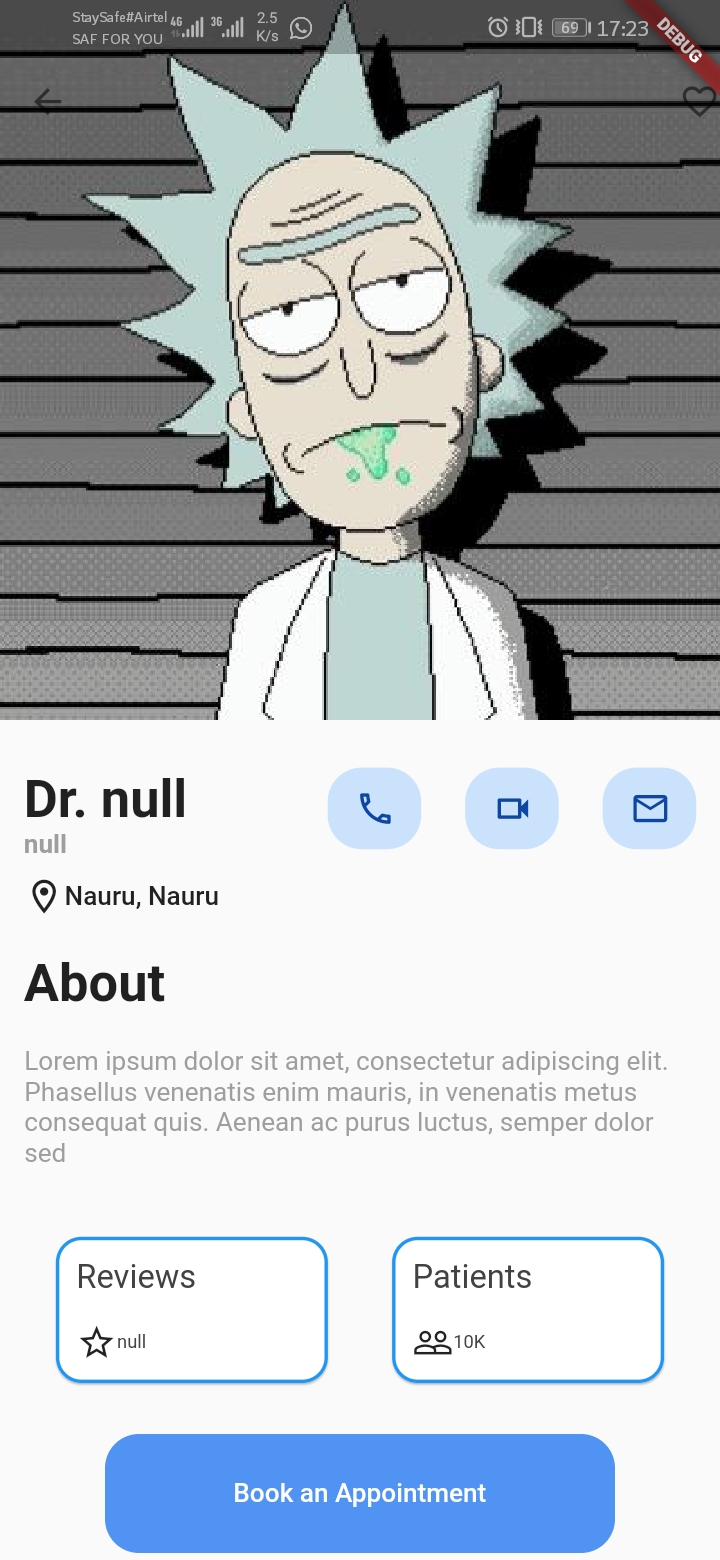 StaySafe#Airtel 4G 3G 2.5 69 17:23
SAF FOR YOU K/s
DEBUG
Dr. null
null
Nauru, Nauru
About
Lorem ipsum dolor sit amet, consectetur adipiscing elit.
Phasellus venenatis enim mauris, in venenatis metus
consequat quis. Aenean ac purus luctus, semper dolor
sed
Reviews Patients
null 10K
Book an Appointment